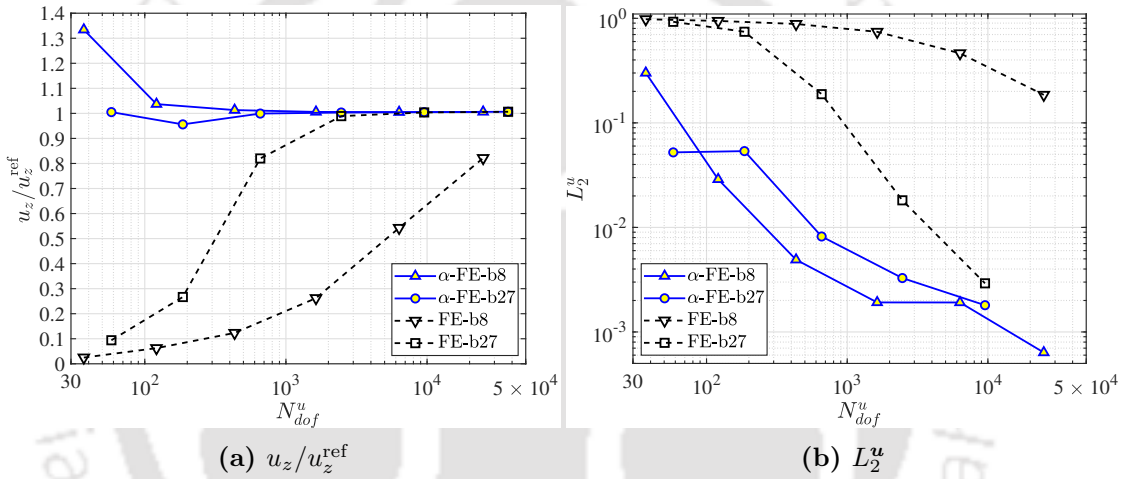 1.4
1.3
1.2
1.1
1
0.9
0.8
0.7
0.6
0.5
0.4
0.3
0.2
0.1
0
u_z/u_z^ref
30
10^2
10^3
10^4
5 × 10^4
N_dof^u
α-FE-b8
α-FE-b27
FE-b8
FE-b27
(a) u_z/u_z^ref
10^0
10^-1
10^-2
10^-3
L_2^u
30
10^2
10^3
10^4
5 × 10^4
N_dof^u
α-FE-b8
α-FE-b27
FE-b8
FE-b27
(b) L_2^u